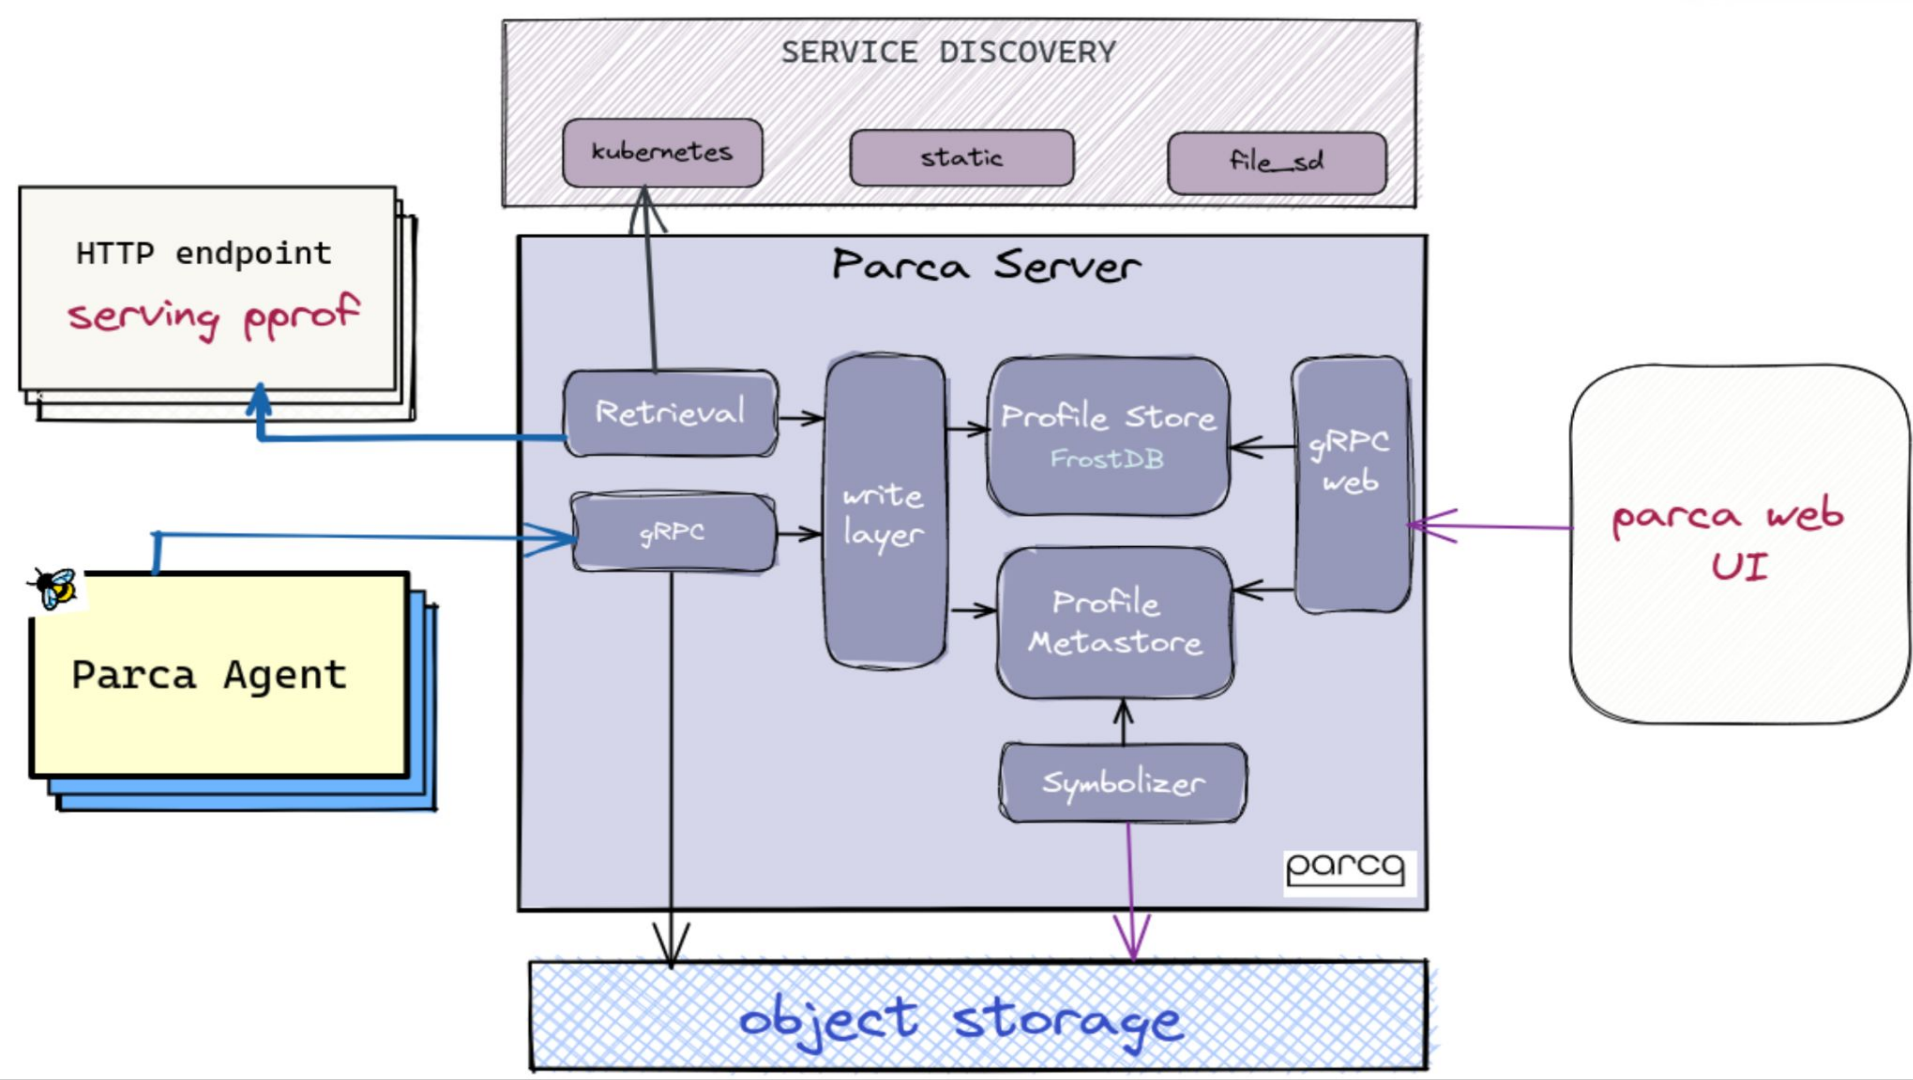 SERVICE DISCOVERY
kubernetes
static
file_sd
HTTP endpoint
serving pprof
Parca Server
Retrieval
gRPC
write
layer
Profile Store
FrostDB
Profile
Metastore
gRPC
web
Symbolizer
parca
parca web
UI
Parca Agent
object storage